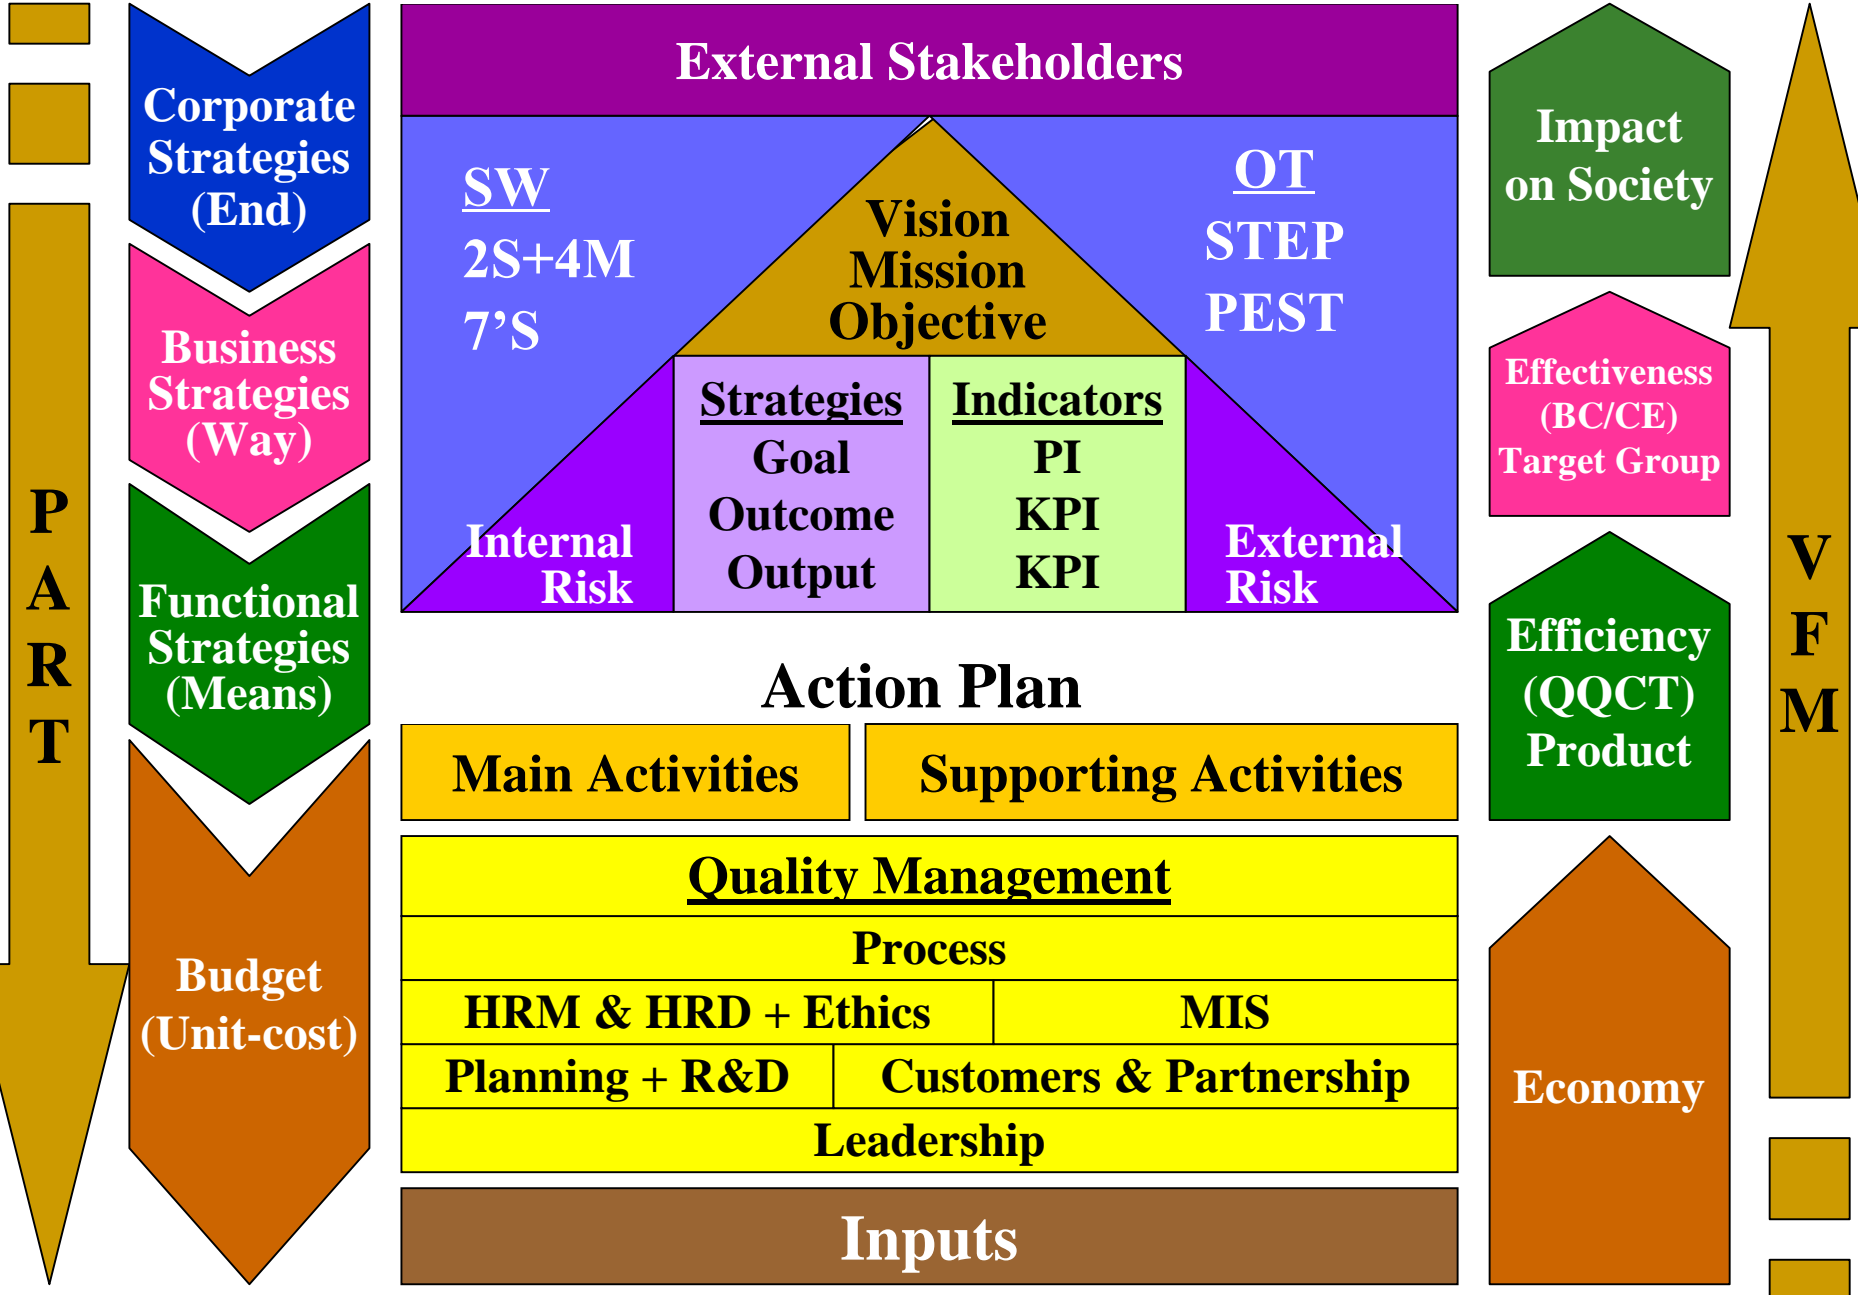 P
A
R
T
Corporate
Strategies
(End)
Business
Strategies
(Way)
Functional
Strategies
(Means)
Budget
(Unit-cost)
External Stakeholders
SW
2S+4M
7’S
Vision
Mission
Objective
OT
STEP
PEST
Internal
Risk
Strategies
Goal
Outcome
Output
Indicators
PI
KPI
KPI
External
Risk
Action Plan
Main Activities
Supporting Activities
Quality Management
Process
HRM & HRD + Ethics
MIS
Planning + R&D
Customers & Partnership
Leadership
Inputs
Impact
on Society
Effectiveness
(BC/CE)
Target Group
Efficiency
(QQCT)
Product
Economy
V
F
M